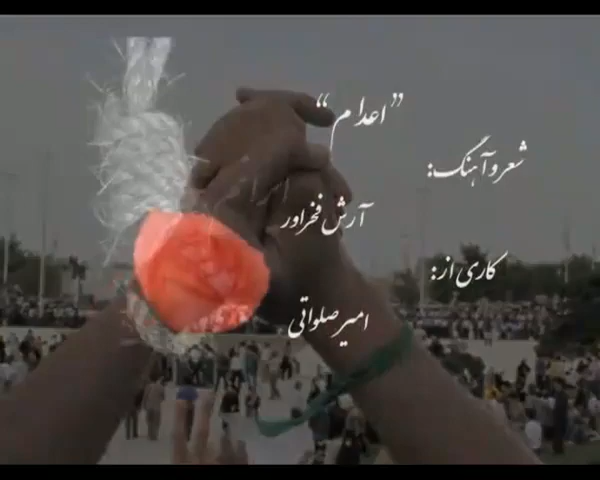 ”اعدام“
شعر و آهنگ:
آرش فخراور
کاری از:
امیر صلواتی